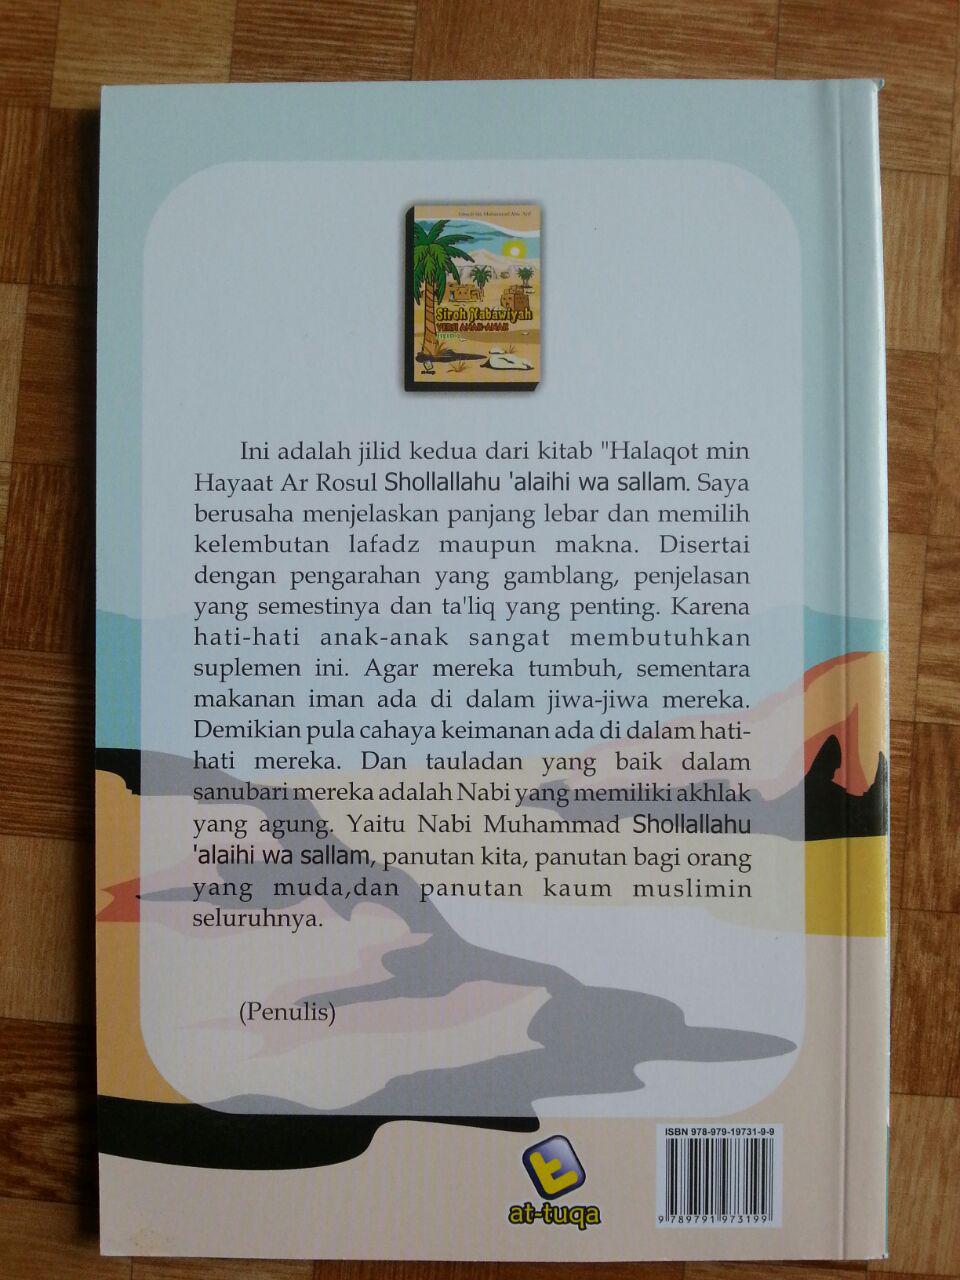 Siroh Nabawiyah
VERSI ANAK-ANAK
at-tuqa
Ini adalah jilid kedua dari kitab "Halaqot min
Hayaat Ar Rosul Shollallahu 'alaihi wa sallam. Saya
berusaha menjelaskan panjang lebar dan memilih
kelembutan lafadz maupun makna. Disertai
dengan pengarahan yang gamblang, penjelasan
yang semestinya dan ta'liq yang penting. Karena
hati-hati anak-anak sangat membutuhkan
suplemen ini. Agar mereka tumbuh, sementara
makanan iman ada di dalam jiwa-jiwa mereka.
Demikian pula cahaya keimanan ada di dalam hati-
hati mereka. Dan tauladan yang baik dalam
sanubari mereka adalah Nabi yang memiliki akhlak
yang agung. Yaitu Nabi Muhammad Shollallahu
'alaihi wa sallam, panutan kita, panutan bagi orang
yang muda,dan panutan kaum muslimin
seluruhnya.
(Penulis)
at-tuqa
ISBN 978-979-19731-9-9
9 789791 973199